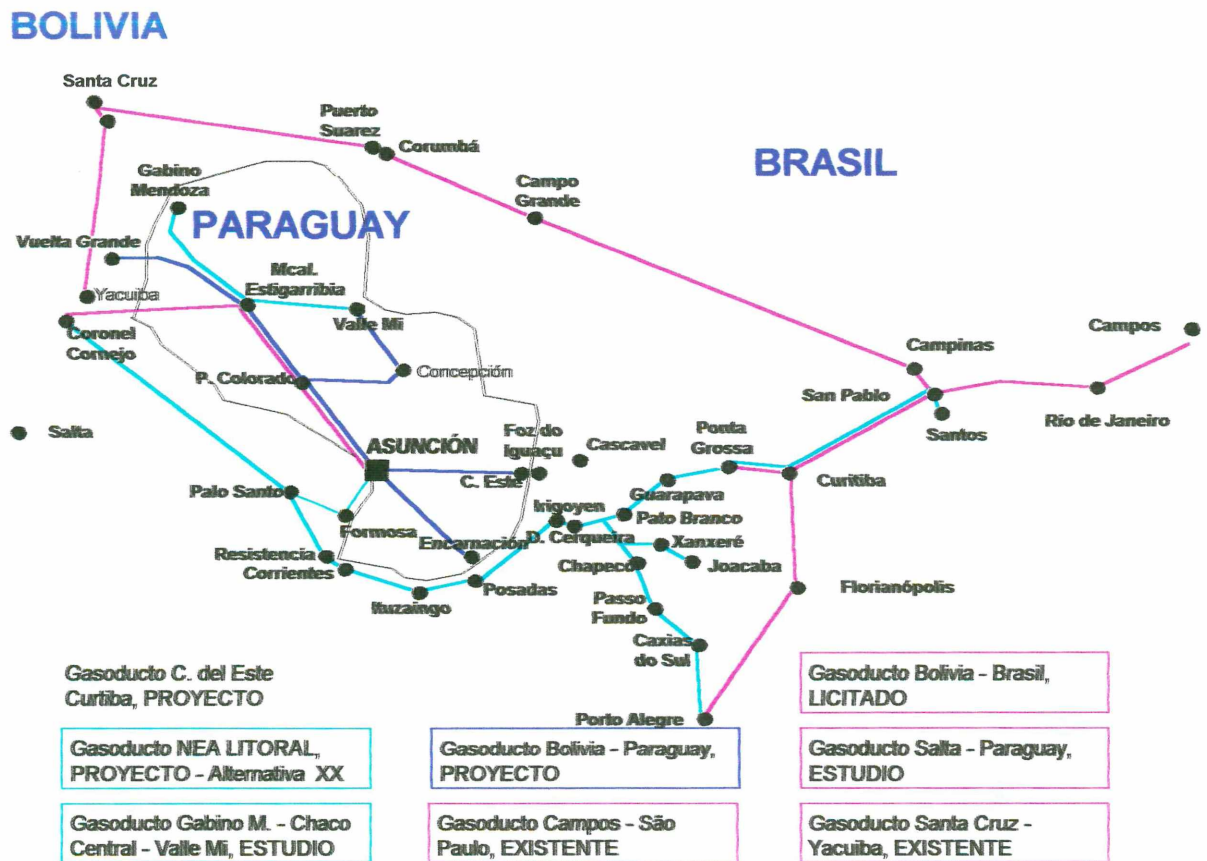 BOLIVIA
Santa Cruz
Puerto
Suarez
Corumbá
BRASIL
Gabino
Mendoza
Campo
Grande
PARAGUAY
Vuelta Grande
Mcal.
Estigarribia
Yacuiba
Valle Mi
Coronel
Cornejo
Campos
Campinas
P. Colorado
Concepción
San Pablo
Santos
Río de Janeiro
Salta
ASUNCIÓN
Foz do
Iguaçu
Cascavel
Ponta
Grossa
C. Este
Curitiba
Palo Santo
Guarapava
Formosa
Irigoyen
Pato Branco
D. Cerqueira
Encarnación
Xanxeré
Resistencia
Corrientes
Chapecó
Joacaba
Posadas
Ituzaingo
Florianópolis
Passo
Fundo
Caxias
do Sul
Porto Alegre
Gasoducto C. del Este
Curtiba, PROYECTO
Gasoducto Bolivia - Brasil,
LICITADO
Gasoducto NEA LITORAL,
PROYECTO - Alternativa XX
Gasoducto Bolivia - Paraguay,
PROYECTO
Gasoducto Salta - Paraguay,
ESTUDIO
Gasoducto Gabino M. - Chaco
Central - Valle Mi, ESTUDIO
Gasoducto Campos - São
Paulo, EXISTENTE
Gasoducto Santa Cruz -
Yacuiba, EXISTENTE